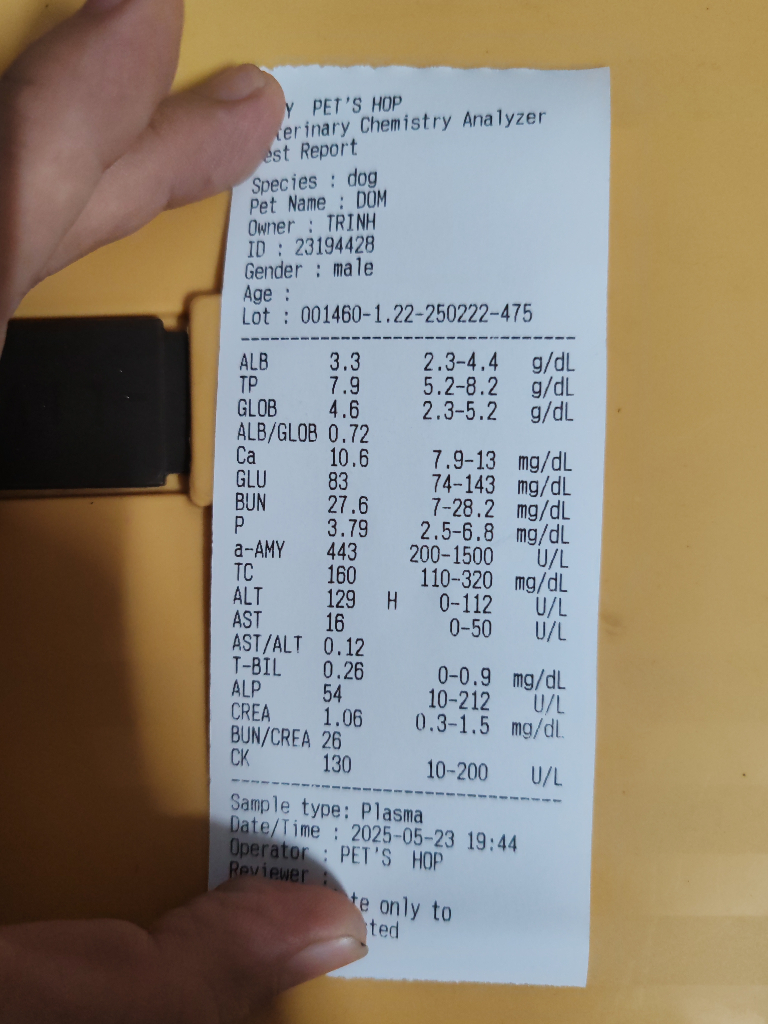 Y PET'S HOP
terinary Chemistry Analyzer
est Report
Species : dog
Pet Name : DOM
Owner : TRINH
ID : 23194428
Gender : male
Age :
Lot : 001460-1.22-250222-475
ALB 3.3 2.3-4.4 g/dL
TP 7.9 5.2-8.2 g/dL
GLOB 4.6 2.3-5.2 g/dL
ALB/GLOB 0.72
Ca 10.6 7.9-13 mg/dL
GLU 83 74-143 mg/dL
BUN 27.6 7-28.2 mg/dL
P 3.79 2.5-6.8 mg/dL
a-AMY 443 200-1500 U/L
TC 160 110-320 mg/dL
ALT 129 H 0-112 U/L
AST 16 0-50 U/L
AST/ALT 0.12
T-BIL 0.26 0-0.9 mg/dL
ALP 54 10-212 U/L
CREA 1.06 0.3-1.5 mg/dL
BUN/CREA 26
CK 130 10-200 U/L
Sample type: Plasma
Date/Time : 2025-05-23 19:44
Operator : PET'S HOP
Reviewer :
te only to
sted